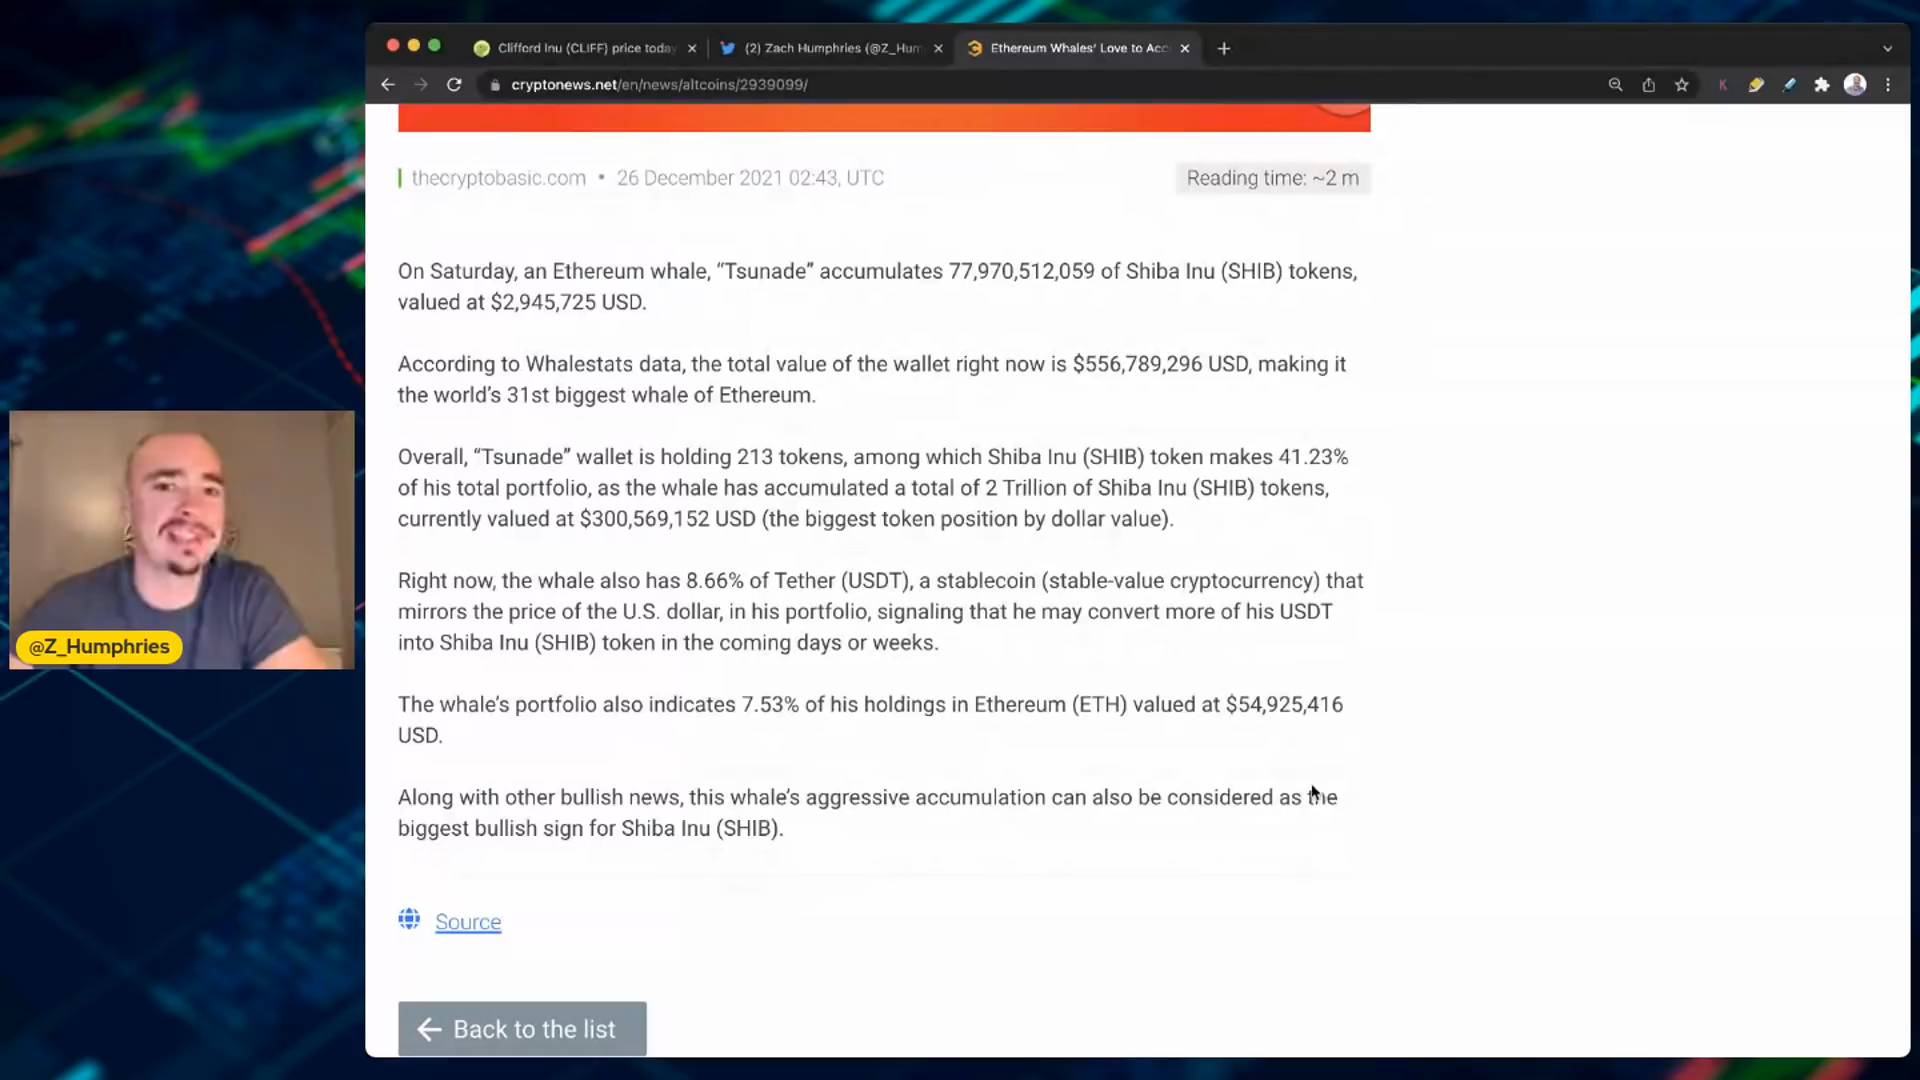 Clifford Inu (CLIFF) price today
(2) Zach Humphries (@Z_Hum
Ethereum Whales' Love to Acc
cryptonews.net/en/news/altcoins/2939099/
thecryptobasic.com • 26 December 2021 02:43, UTC
Reading time: ~2 m
On Saturday, an Ethereum whale, “Tsunade” accumulates 77,970,512,059 of Shiba Inu (SHIB) tokens,
valued at $2,945,725 USD.
According to Whalestats data, the total value of the wallet right now is $556,789,296 USD, making it
the world’s 31st biggest whale of Ethereum.
Overall, “Tsunade” wallet is holding 213 tokens, among which Shiba Inu (SHIB) token makes 41.23%
of his total portfolio, as the whale has accumulated a total of 2 Trillion of Shiba Inu (SHIB) tokens,
currently valued at $300,569,152 USD (the biggest token position by dollar value).
Right now, the whale also has 8.66% of Tether (USDT), a stablecoin (stable-value cryptocurrency) that
mirrors the price of the U.S. dollar, in his portfolio, signaling that he may convert more of his USDT
into Shiba Inu (SHIB) token in the coming days or weeks.
The whale’s portfolio also indicates 7.53% of his holdings in Ethereum (ETH) valued at $54,925,416
USD.
Along with other bullish news, this whale’s aggressive accumulation can also be considered as the
biggest bullish sign for Shiba Inu (SHIB).
Source
Back to the list
@Z_Humphries